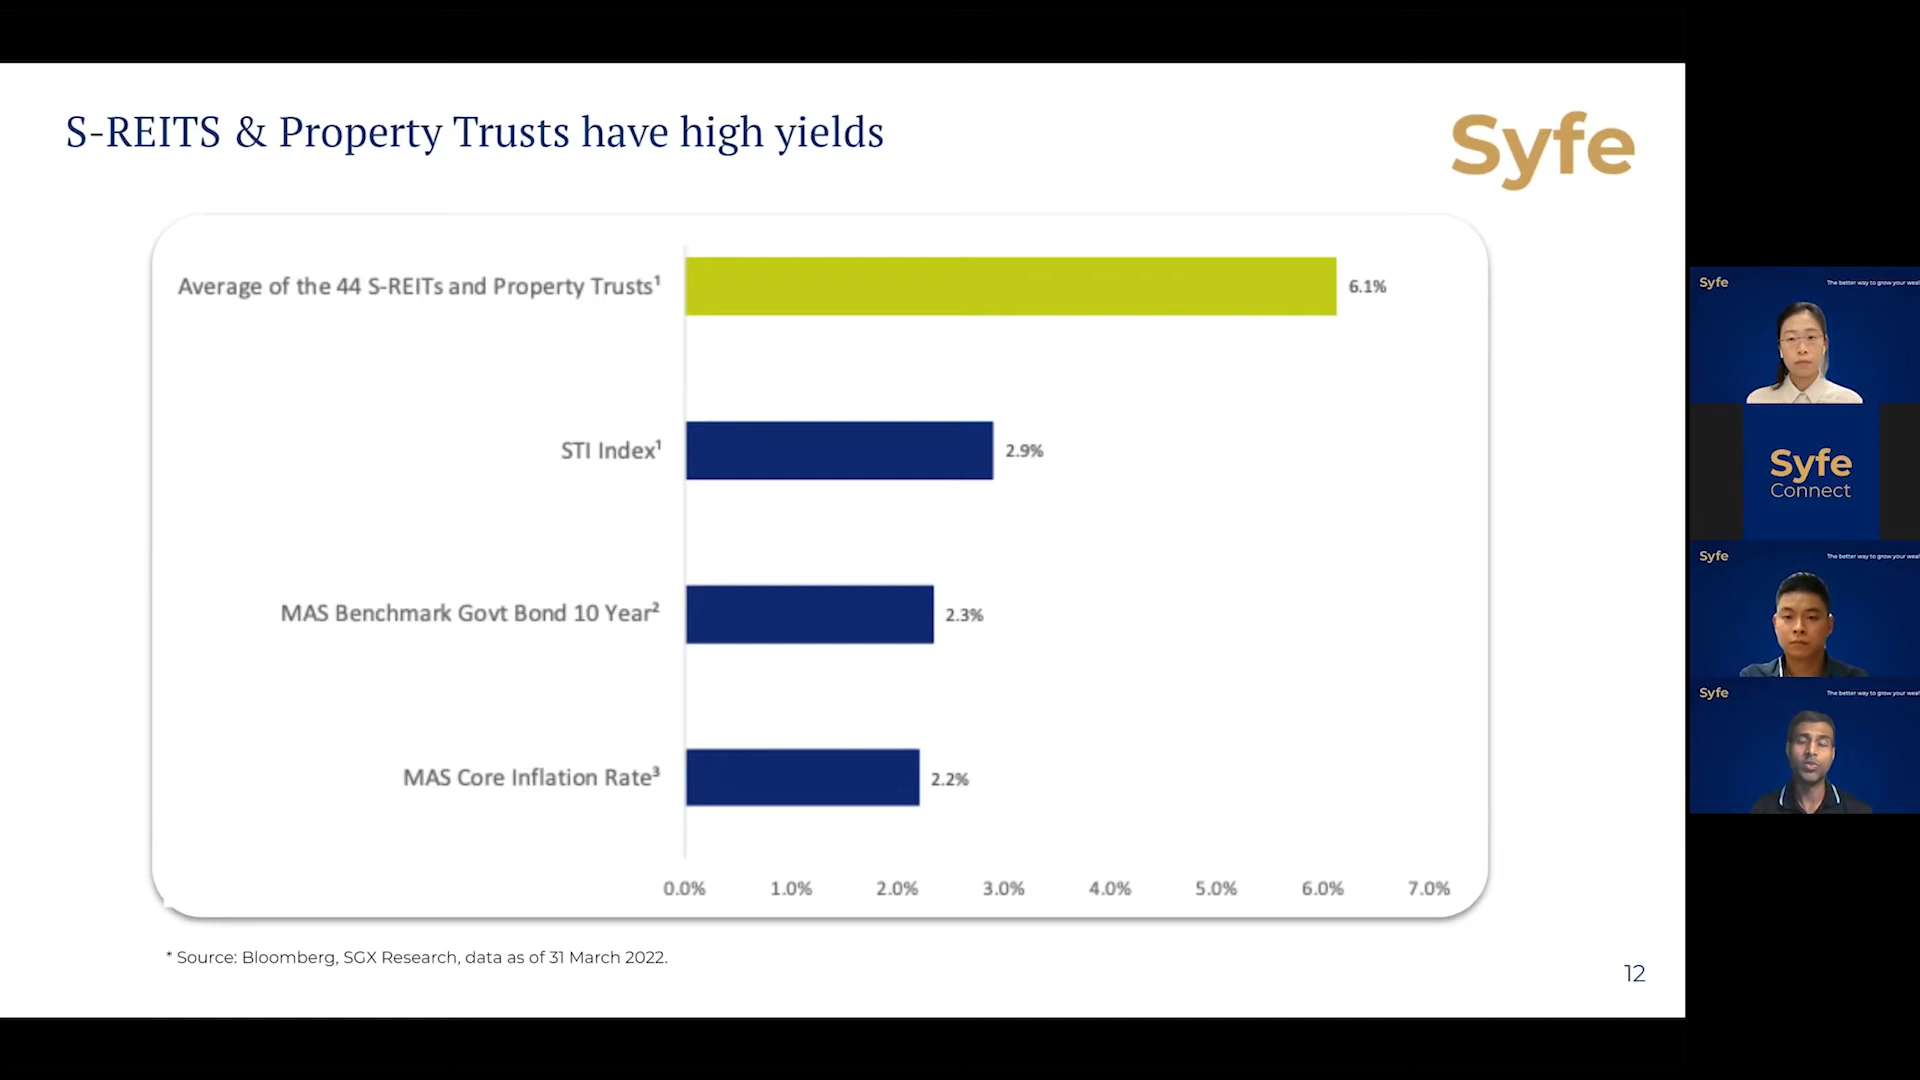 S-REITS & Property Trusts have high yields
Syfe
Average of the 44 S-REITs and Property Trusts¹
6.1%
STI Index¹
2.9%
MAS Benchmark Govt Bond 10 Year²
2.3%
MAS Core Inflation Rate³
2.2%
0.0% 1.0% 2.0% 3.0% 4.0% 5.0% 6.0% 7.0%
* Source: Bloomberg, SGX Research, data as of 31 March 2022.
12
Syfe The better way to grow your weal
Syfe
Connect
Syfe The better way to grow your weal
Syfe The better way to grow your weal